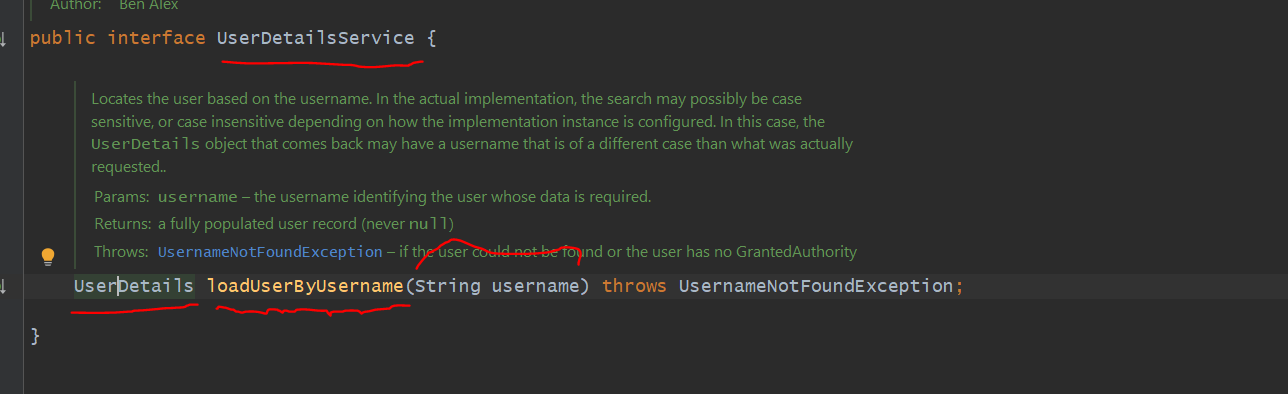 Author: Ben Alex
public interface UserDetailsService {
Locates the user based on the username. In the actual implementation, the search may possibly be case
sensitive, or case insensitive depending on how the implementation instance is configured. In this case, the
UserDetails object that comes back may have a username that is of a different case than what was actually
requested..
Params: username – the username identifying the user whose data is required.
Returns: a fully populated user record (never null)
Throws: UsernameNotFoundException – if the user could not be found or the user has no GrantedAuthority
UserDetails loadUserByUsername(String username) throws UsernameNotFoundException;
}